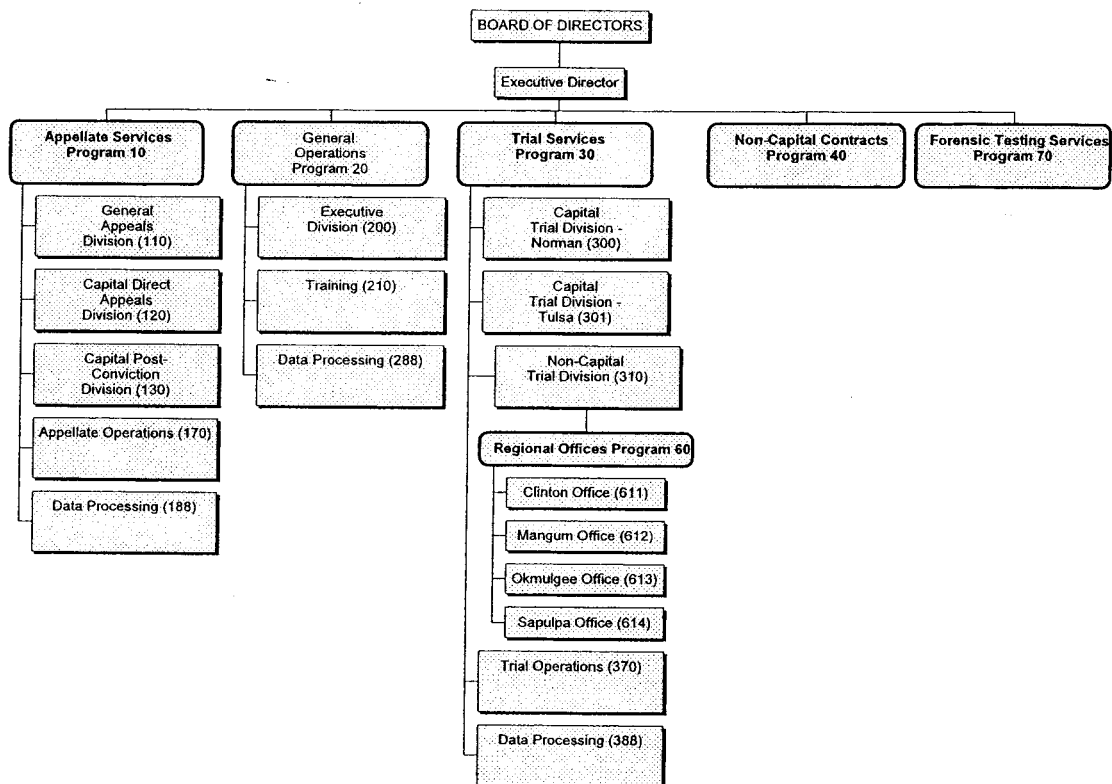 BOARD OF DIRECTORS
Executive Director
Appellate Services
Program 10
General
Appeals
Division (110)
Capital Direct
Appeals
Division (120)
Capital Post-
Conviction
Division (130)
Appellate Operations (170)
Data Processing (188)
General
Operations
Program 20
Executive
Division (200)
Training (210)
Data Processing (288)
Trial Services
Program 30
Capital
Trial Division -
Norman (300)
Capital
Trial Division -
Tulsa (301)
Non-Capital
Trial Division (310)
Regional Offices Program 60
Clinton Office (611)
Mangum Office (612)
Okmulgee Office (613)
Sapulpa Office (614)
Trial Operations (370)
Data Processing (388)
Non-Capital Contracts
Program 40
Forensic Testing Services
Program 70